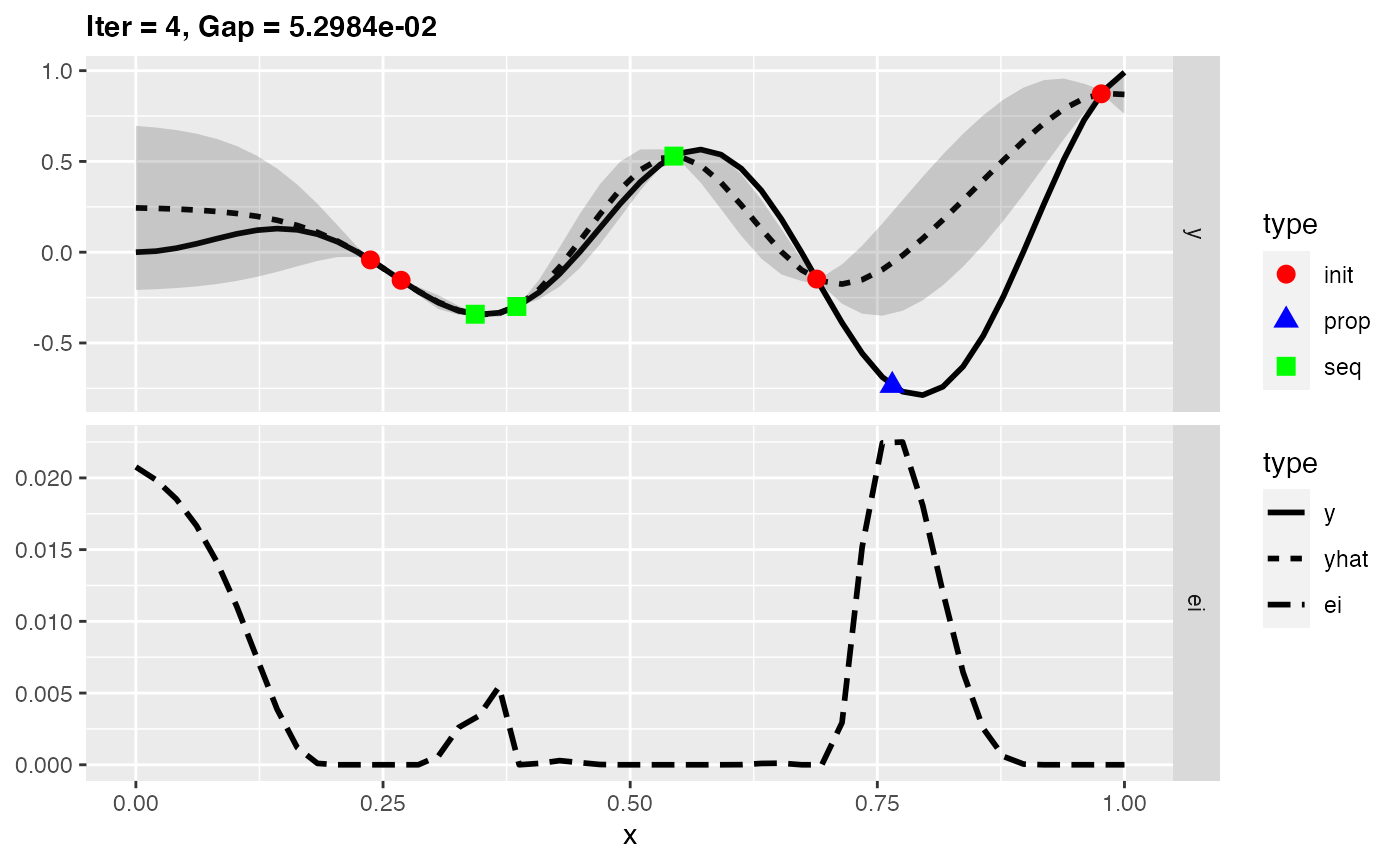 Iter = 4, Gap = 5.2984e-02
1.0
0.5
0.0
-0.5
y
0.020
0.015
0.010
0.005
0.000
ei
0.00 0.25 0.50 0.75 1.00
x
type
init
prop
seq
type
y
yhat
ei